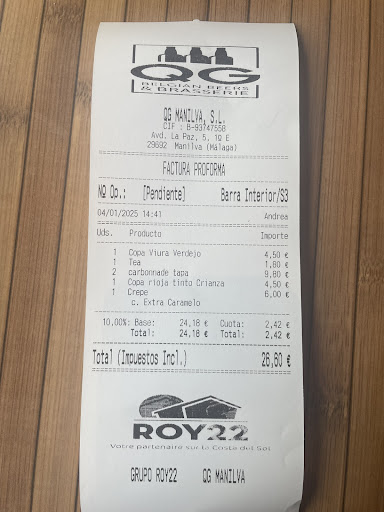 QG
BELGIAN BEERS
& BRASSERIE
QG MANILVA, S.L.
CIF : B-93747558
Avd. La Paz, 5, 1º E
29692 Manilva (Málaga)
FACTURA PROFORMA
Nº Op.: [Pendiente] Barra Interior/S3
04/01/2025 14:41 Andrea
Uds. Producto Importe
1 Copa Viura Verdejo 4,50 €
1 Tea 1,80 €
2 carbonnade tapa 9,80 €
1 Copa rioja tinto Crianza 4,50 €
1 Crepe 6,00 €
c. Extra Caramelo
10,00%: Base: 24,18 € Cuota: 2,42 €
Total: 24,18 € Total: 2,42 €
Total (Impuestos Incl.) 26,60 €
ROY22
Votre partenaire sur la Costa del Sol
GRUPO ROY22 QG MANILVA